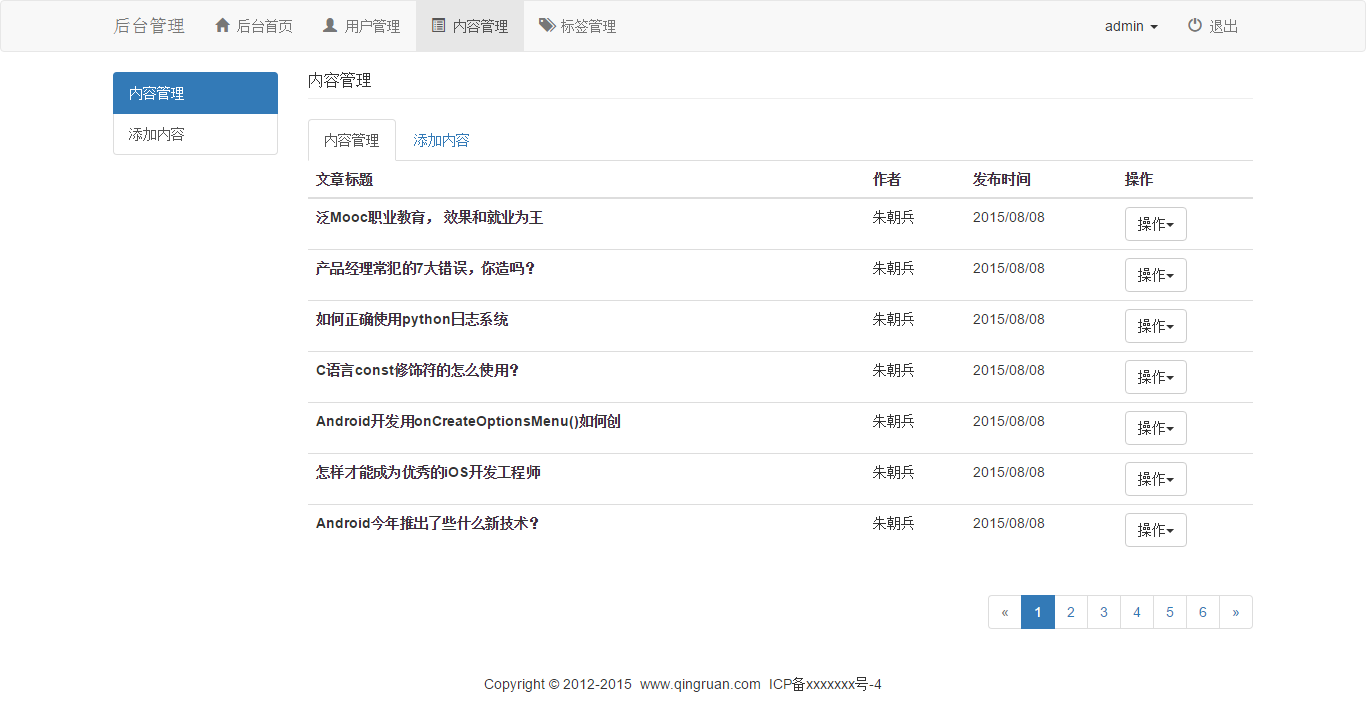 后台管理 后台首页 用户管理 内容管理 标签管理 admin 退出
内容管理
添加内容
内容管理
内容管理 添加内容
文章标题 作者 发布时间 操作
泛Mooc职业教育， 效果和就业为王 朱朝兵 2015/08/08 操作
产品经理常犯的7大错误，你造吗？ 朱朝兵 2015/08/08 操作
如何正确使用python日志系统 朱朝兵 2015/08/08 操作
C语言const修饰符的怎么使用？ 朱朝兵 2015/08/08 操作
Android开发用onCreateOptionsMenu()如何创 朱朝兵 2015/08/08 操作
怎样才能成为优秀的iOS开发工程师 朱朝兵 2015/08/08 操作
Android今年推出了些什么新技术？ 朱朝兵 2015/08/08 操作
« 1 2 3 4 5 6 »
Copyright © 2012-2015 www.qingruan.com ICP备xxxxxxx号-4